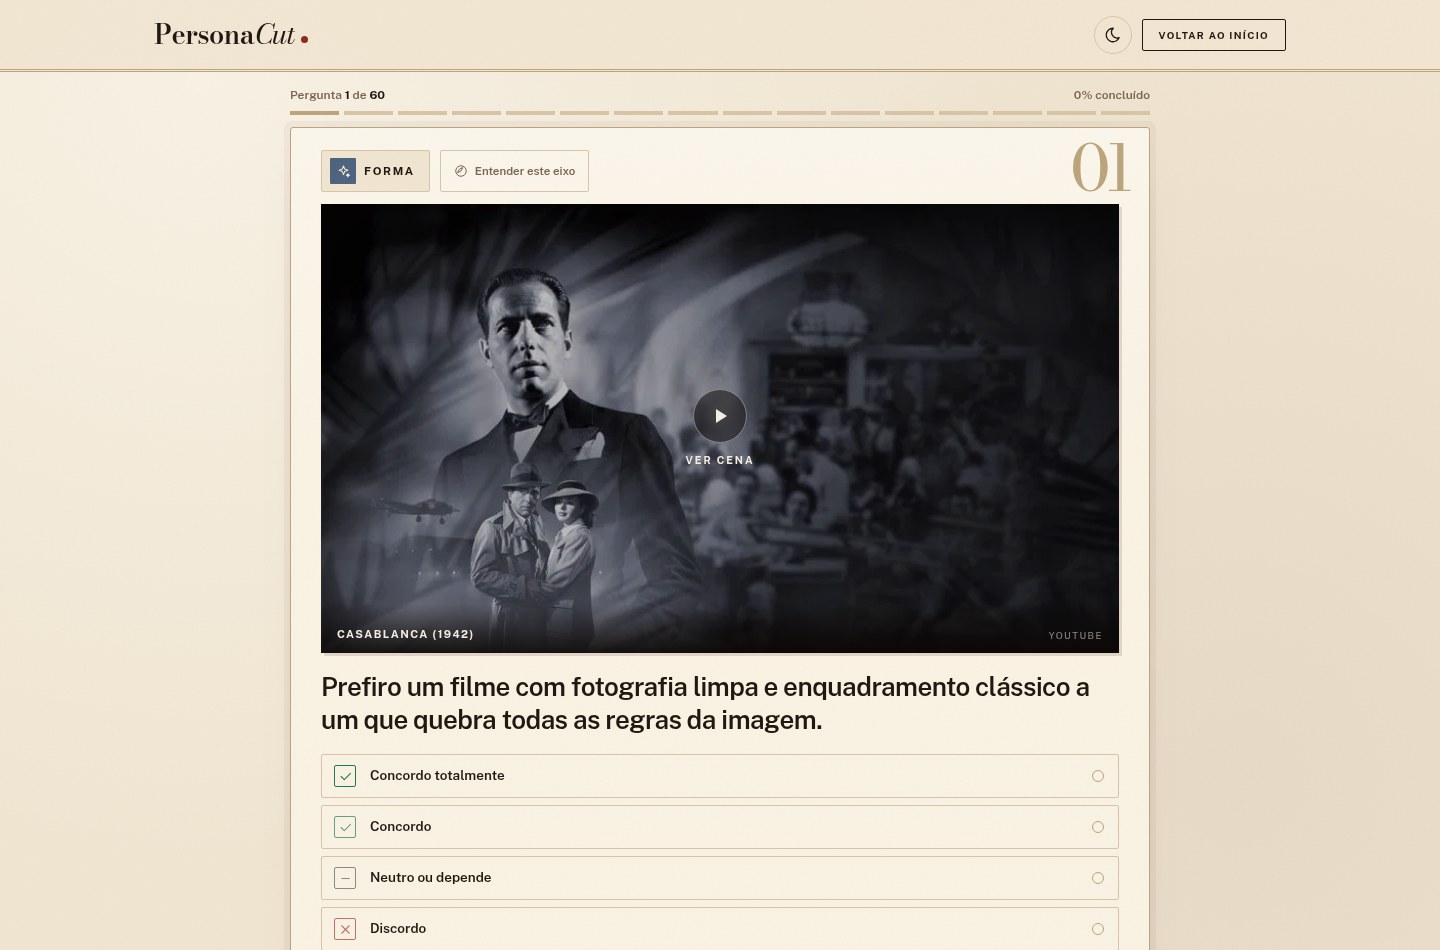 PersonaCut
VOLTAR AO INÍCIO
Pergunta 1 de 60
0% concluído
FORMA
Entender este eixo
01
VER CENA
CASABLANCA (1942)
YOUTUBE
Prefiro um filme com fotografia limpa e enquadramento clássico a
um que quebra todas as regras da imagem.
Concordo totalmente
Concordo
Neutro ou depende
Discordo